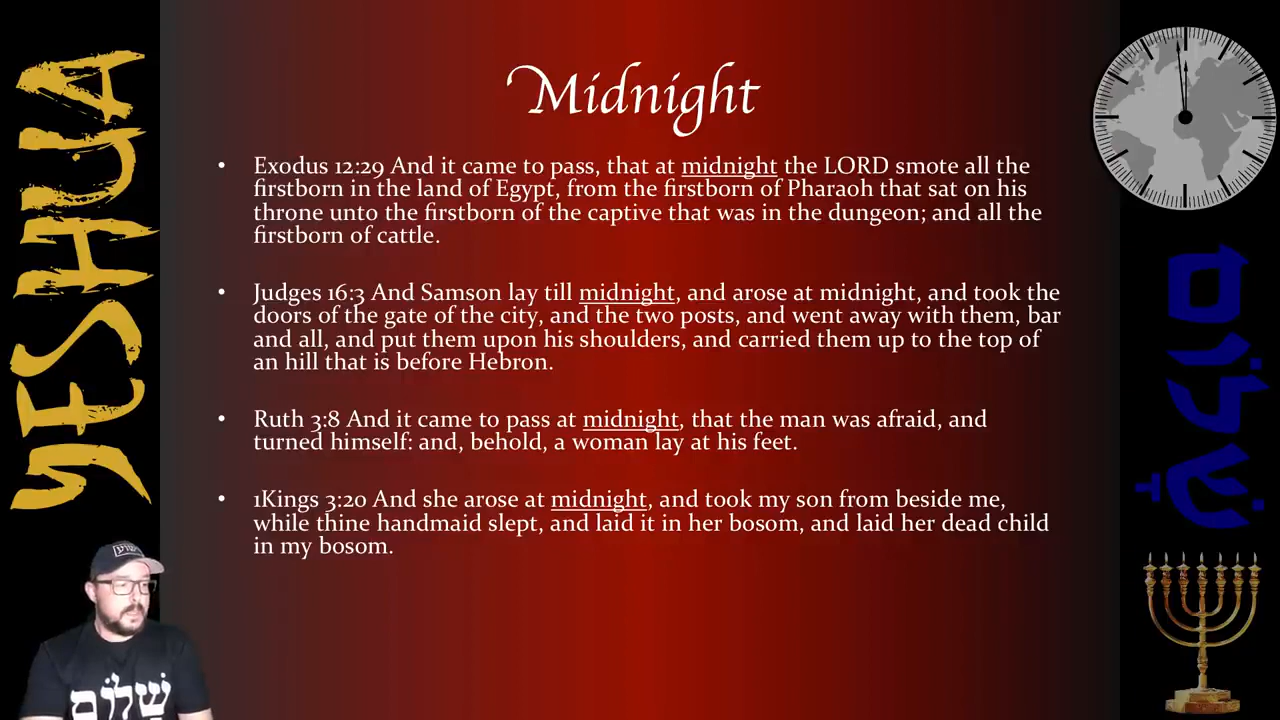 YESHUA
Midnight
• Exodus 12:29 And it came to pass, that at midnight the LORD smote all the
firstborn in the land of Egypt, from the firstborn of Pharaoh that sat on his
throne unto the firstborn of the captive that was in the dungeon; and all the
firstborn of cattle.
• Judges 16:3 And Samson lay till midnight, and arose at midnight, and took the
doors of the gate of the city, and the two posts, and went away with them, bar
and all, and put them upon his shoulders, and carried them up to the top of
an hill that is before Hebron.
• Ruth 3:8 And it came to pass at midnight, that the man was afraid, and
turned himself: and, behold, a woman lay at his feet.
• 1Kings 3:20 And she arose at midnight, and took my son from beside me,
while thine handmaid slept, and laid it in her bosom, and laid her dead child
in my bosom.
שָׁלוֹם
ישוע
שָׁלוֹם